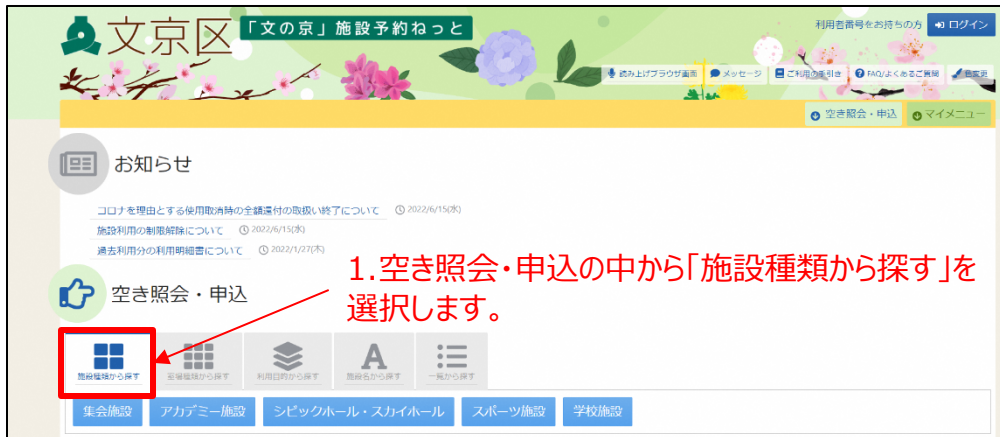 文京区
「文の京」施設予約ねっと
利用者番号をお持ちの方 ログイン
読み上げブラウザ画面 メッセージ ご利用の手引き FAQ/よくあるご質問 色変更
空き照会・申込 マイメニュー
お知らせ
コロナを理由とする使用取消時の全額還付の取扱い終了について 2022/6/15(水)
施設利用の制限解除について 2022/6/15(水)
過去利用分の利用明細書について 2022/1/27(木)
1.空き照会・申込の中から「施設種類から探す」を
選択します。
空き照会・申込
施設種類から探す 面場種類から探す 利用目的から探す 施設名から探す 一覧から探す
集会施設 アカデミー施設 シビックホール・スカイホール スポーツ施設 学校施設